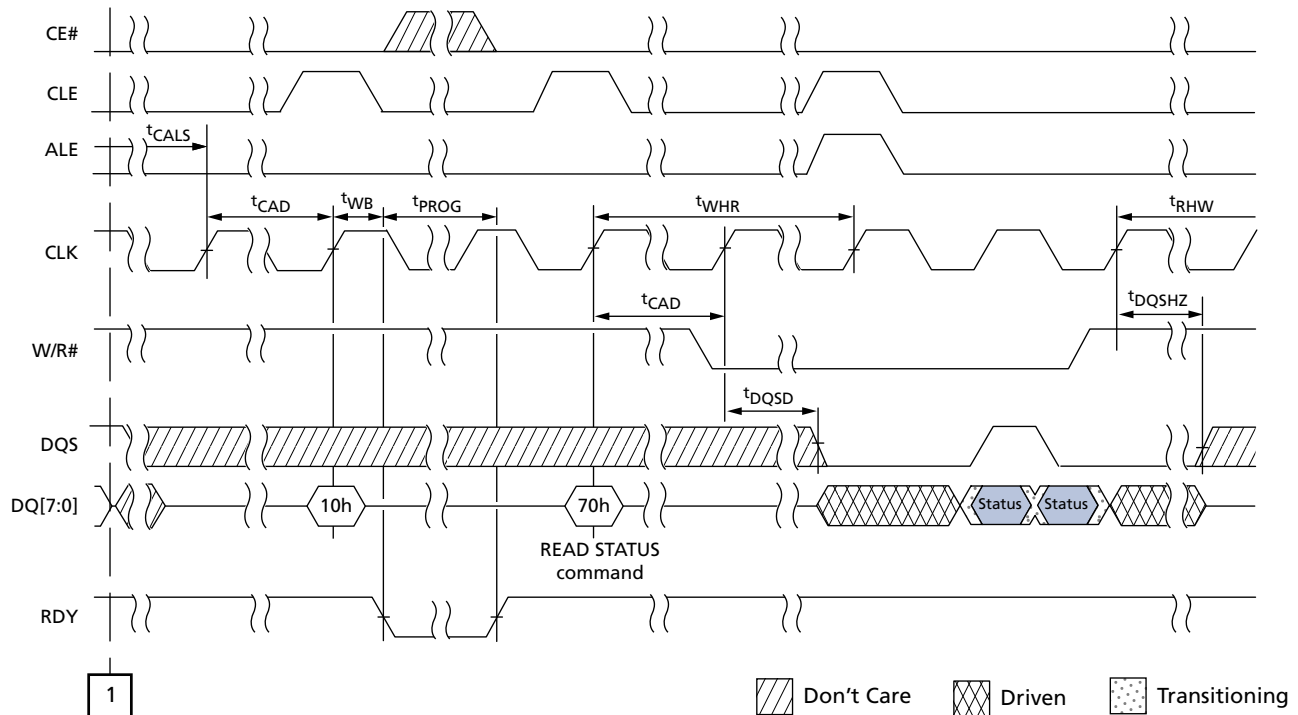 CE#
CLE
tCALS
ALE
tCAD
tWB
tPROG
tWHR
tRHW
CLK
tCAD
tDQSHZ
W/R#
tDQSD
DQS
DQ[7:0]
10h
70h
Status
Status
READ STATUS
command
RDY
1
Don't Care
Driven
Transitioning